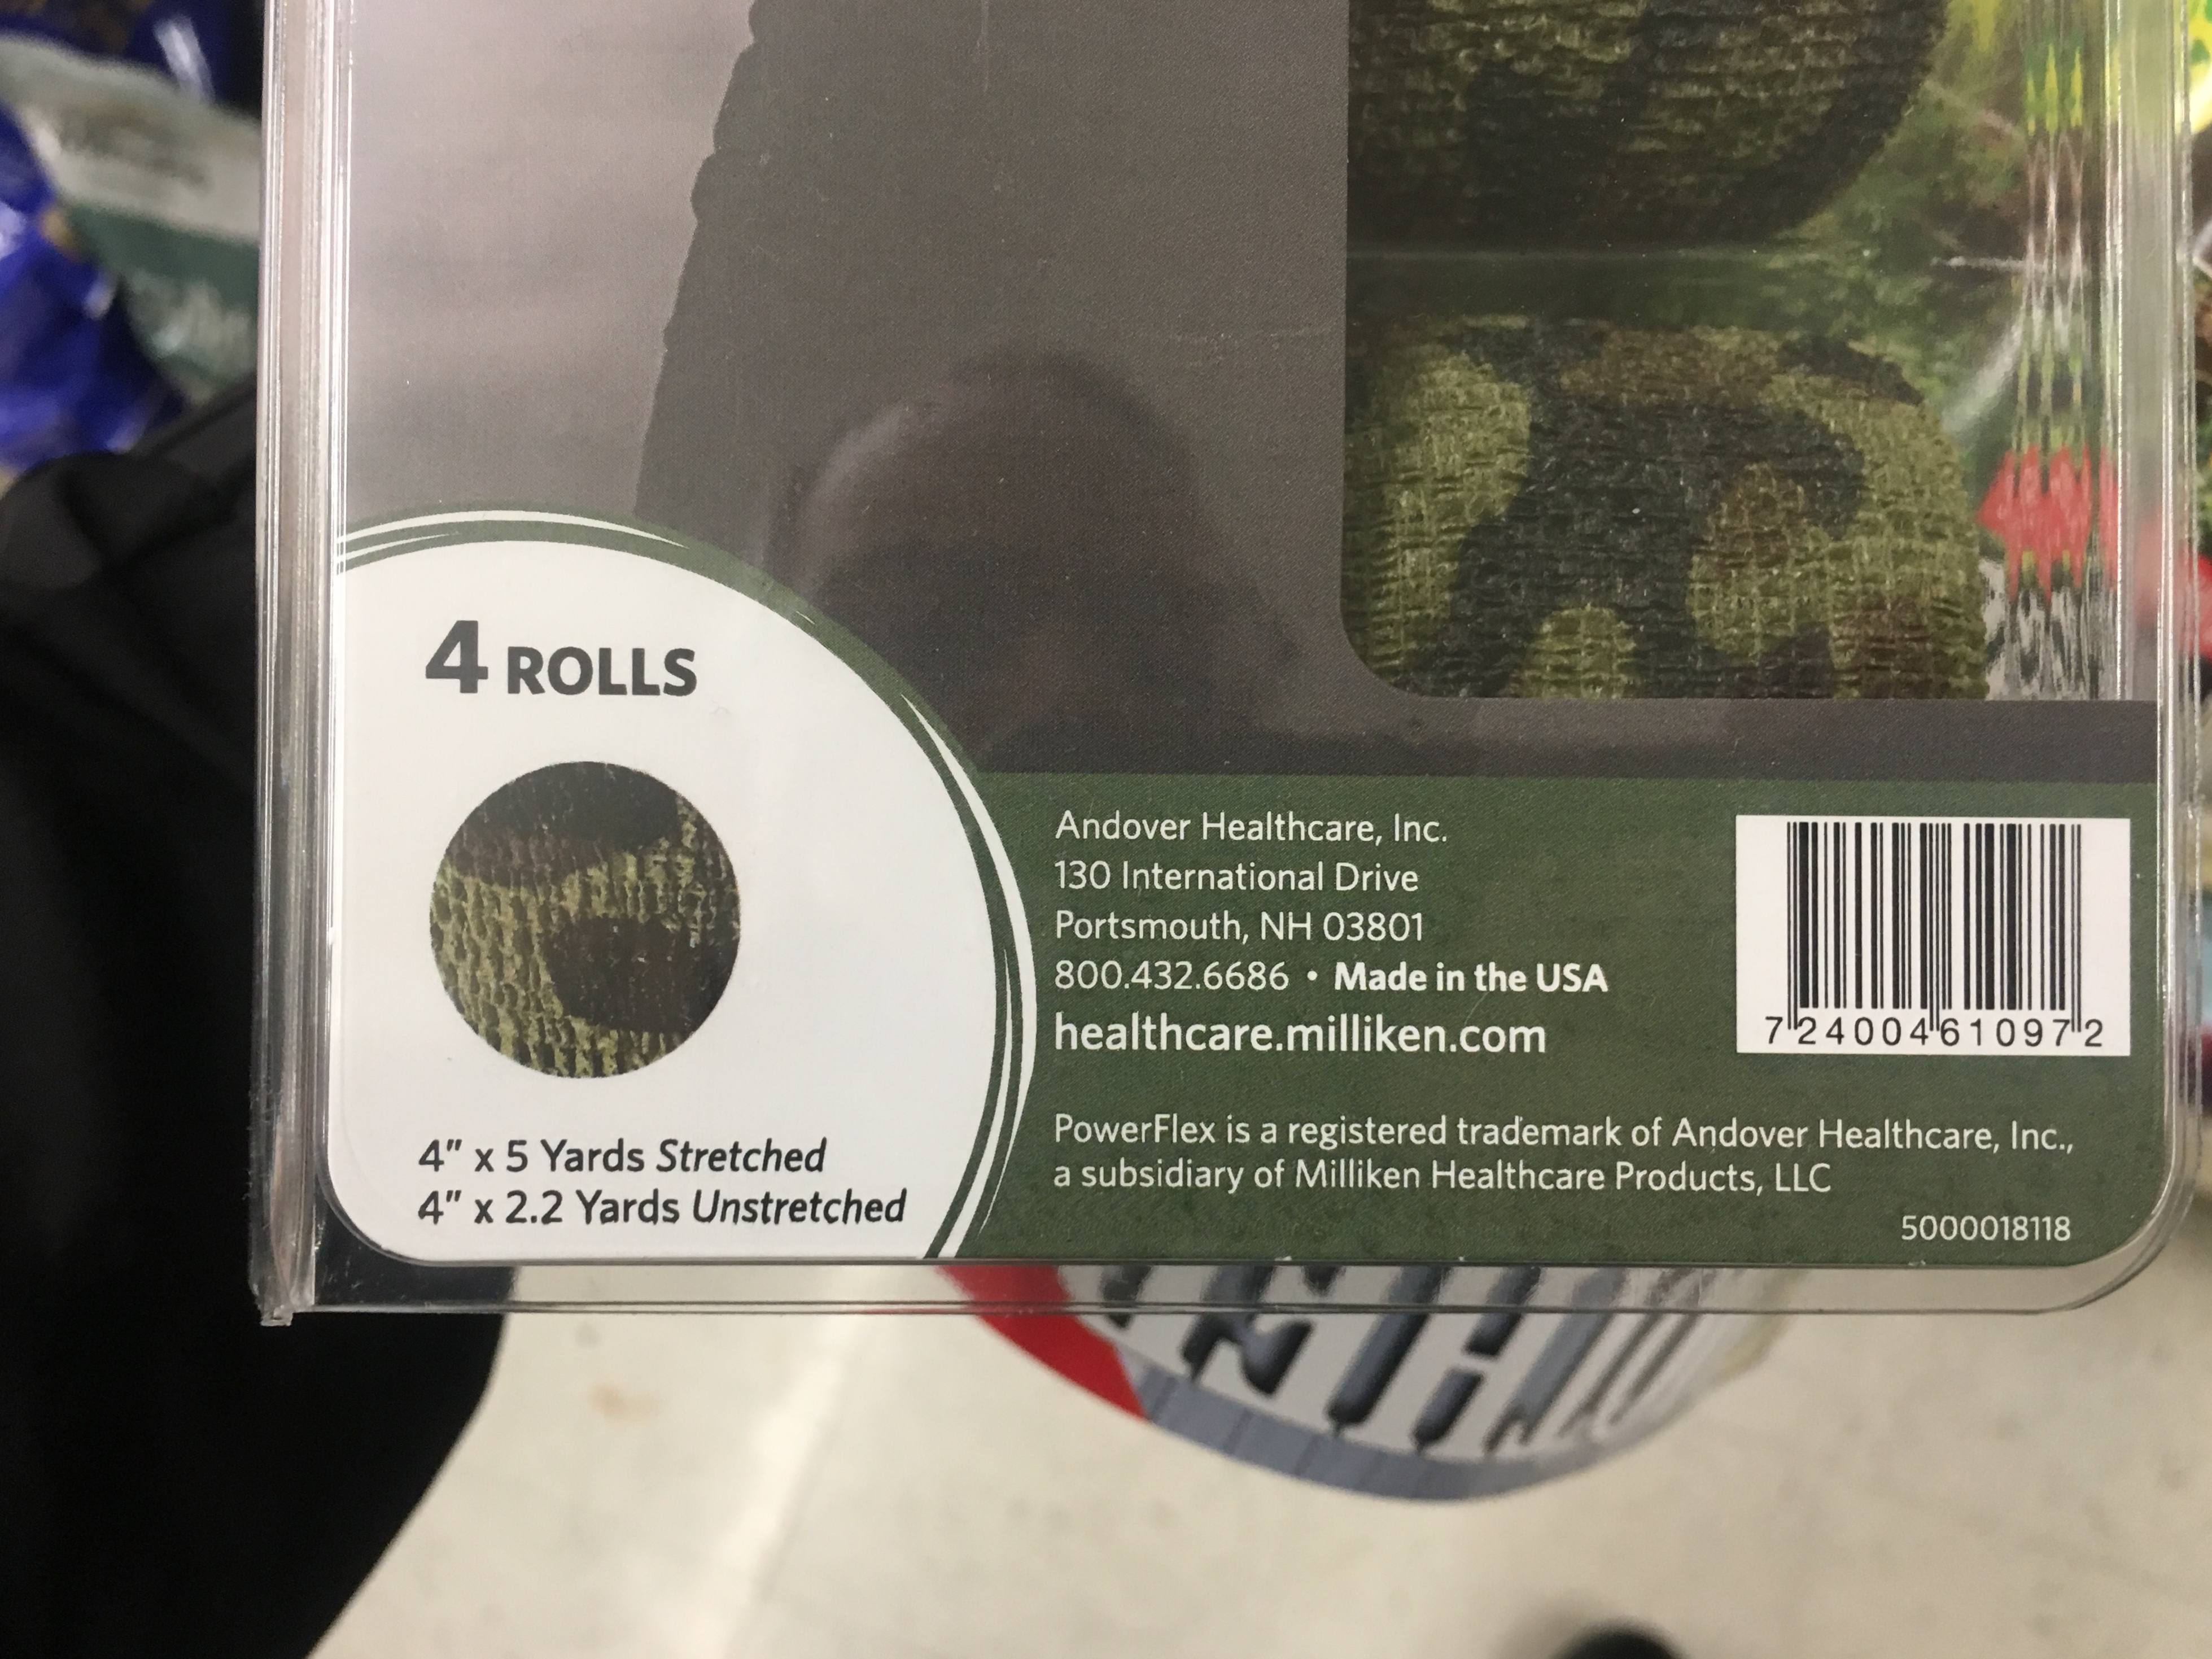 4 ROLLS
4" x 5 Yards Stretched
4" x 2.2 Yards Unstretched
Andover Healthcare, Inc.
130 International Drive
Portsmouth, NH 03801
800.432.6686 • Made in the USA
healthcare.milliken.com
7 24004 61097 2
PowerFlex is a registered trademark of Andover Healthcare, Inc.,
a subsidiary of Milliken Healthcare Products, LLC
5000018118